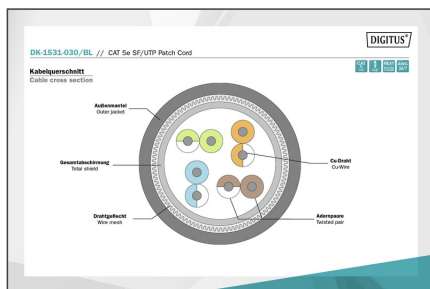 DIGITUS®
DK-1531-030/BL // CAT 5e SF/UTP Patch Cord
Kabelquerschnitt
Cable cross section
Außenmantel
Outer jacket
Gesamtabschirmung
Total shield
Drahtgeflecht
Wire mesh
Cu-Draht
Cu-Wire
Adernpaare
Twisted pair